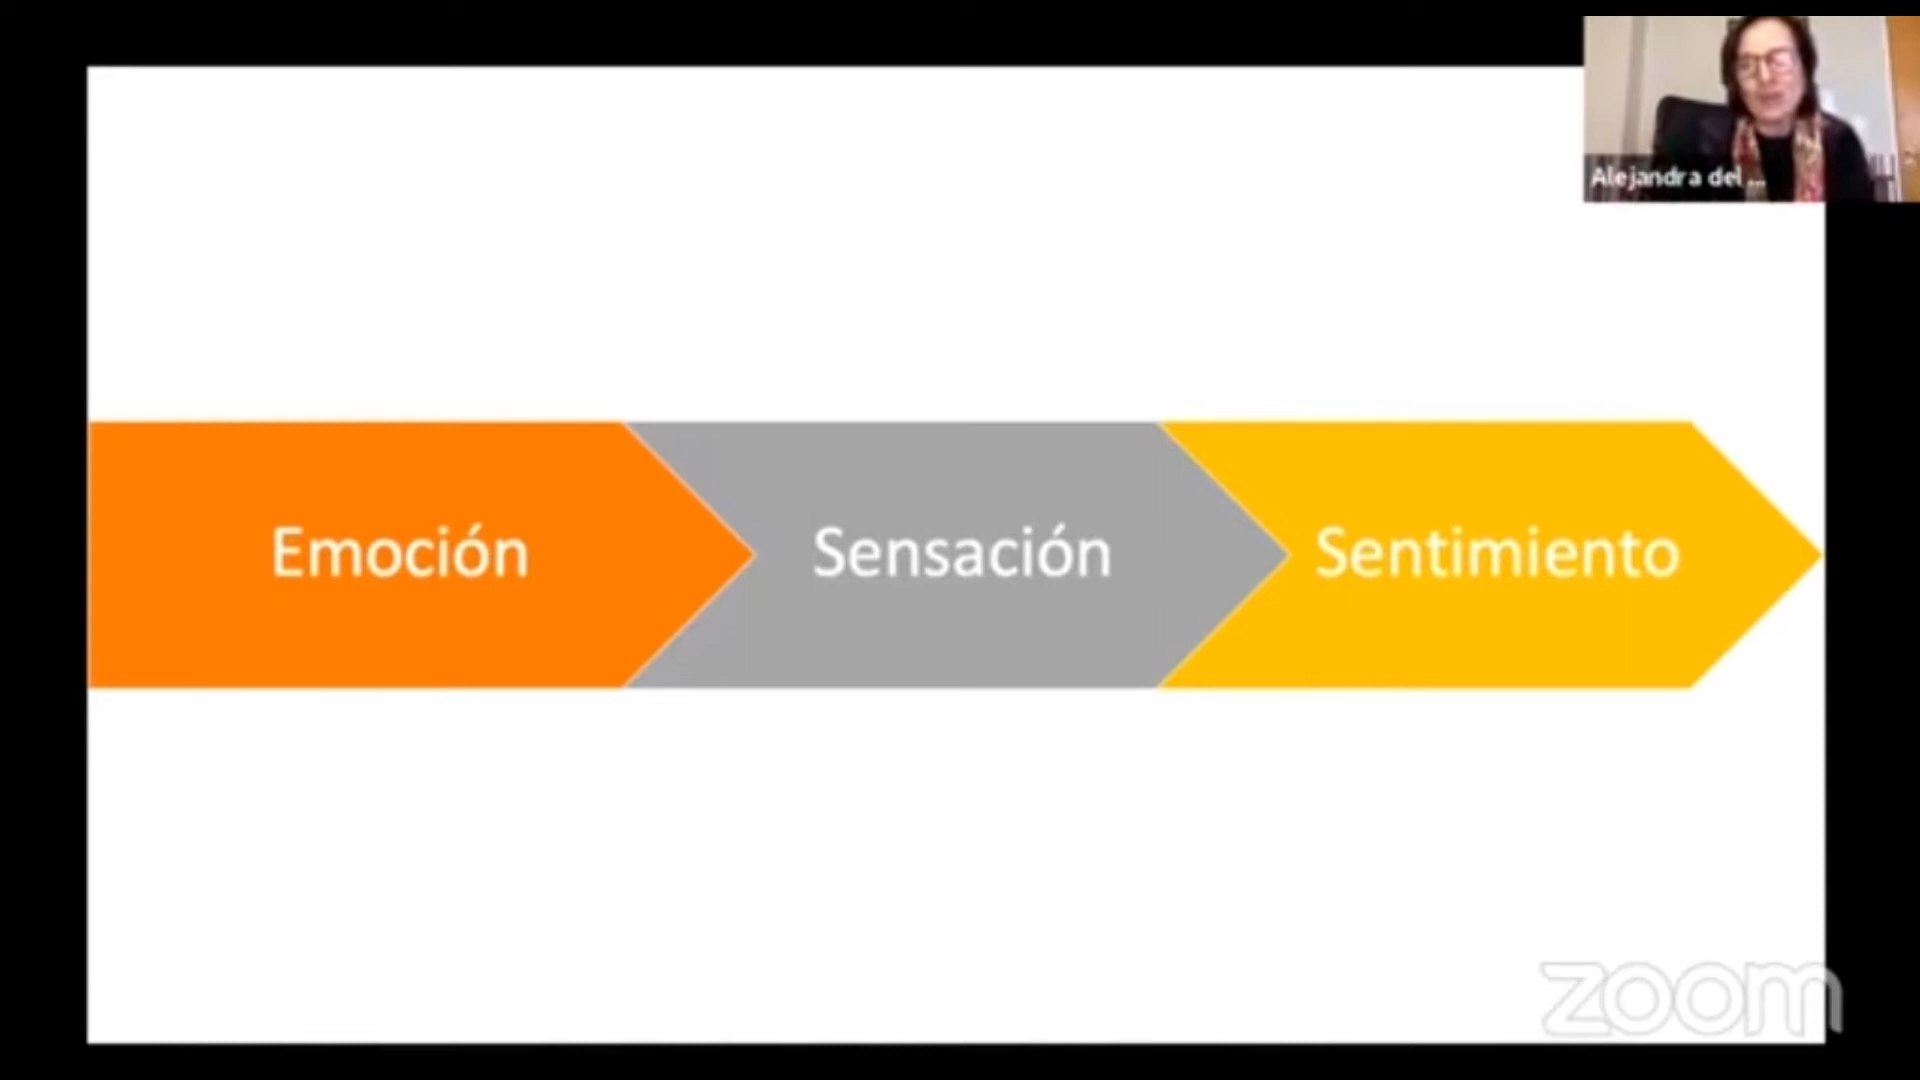 Alejandra del ...
Emoción
Sensación
Sentimiento
zoom